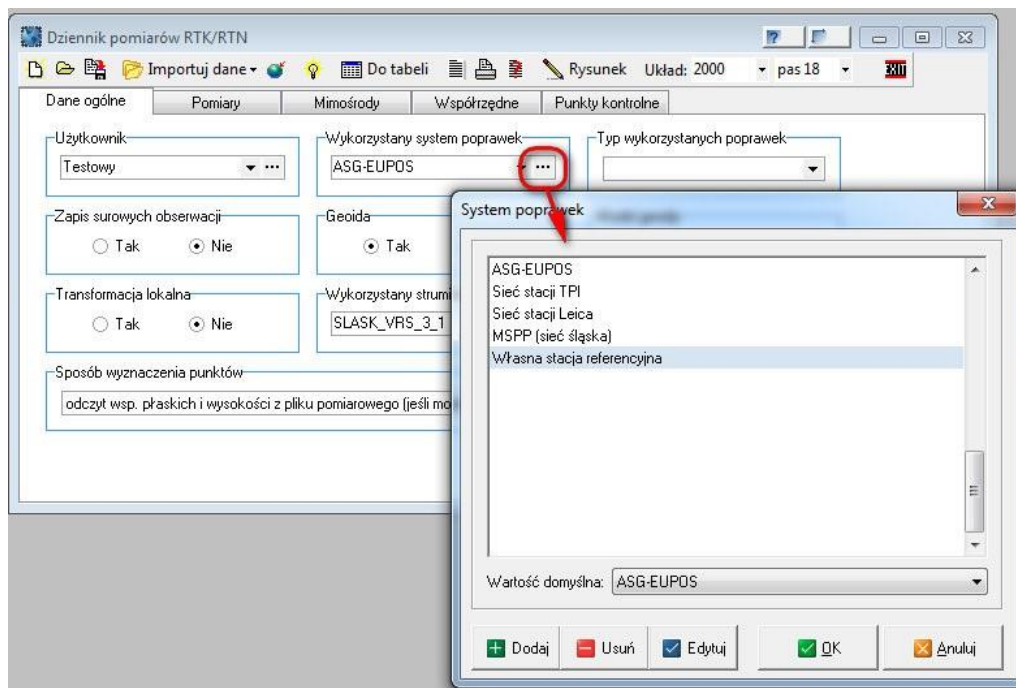 Dziennik pomiarów RTK/RTN
Importuj dane
Do tabeli
Rysunek
Układ: 2000
pas 18
EXIT
Dane ogólne
Pomiary
Mimośrody
Współrzędne
Punkty kontrolne
Użytkownik
Wykorzystany system poprawek
Typ wykorzystanych poprawek
Testowy
ASG-EUPOS
Zapis surowych obserwacji
Geoida
Tak
Nie
Tak
Transformacja lokalna
Wykorzystany strumi
Tak
Nie
SLASK_VRS_3_1
Sposób wyznaczenia punktów
odczyt wsp. płaskich i wysokości z pliku pomiarowego (jeśli mo
System poprawek
ASG-EUPOS
Sieć stacji TPI
Sieć stacji Leica
MSPP (sieć śląska)
Własna stacja referencyjna
Wartość domyślna: ASG-EUPOS
Dodaj
Usuń
Edytuj
OK
Anuluj